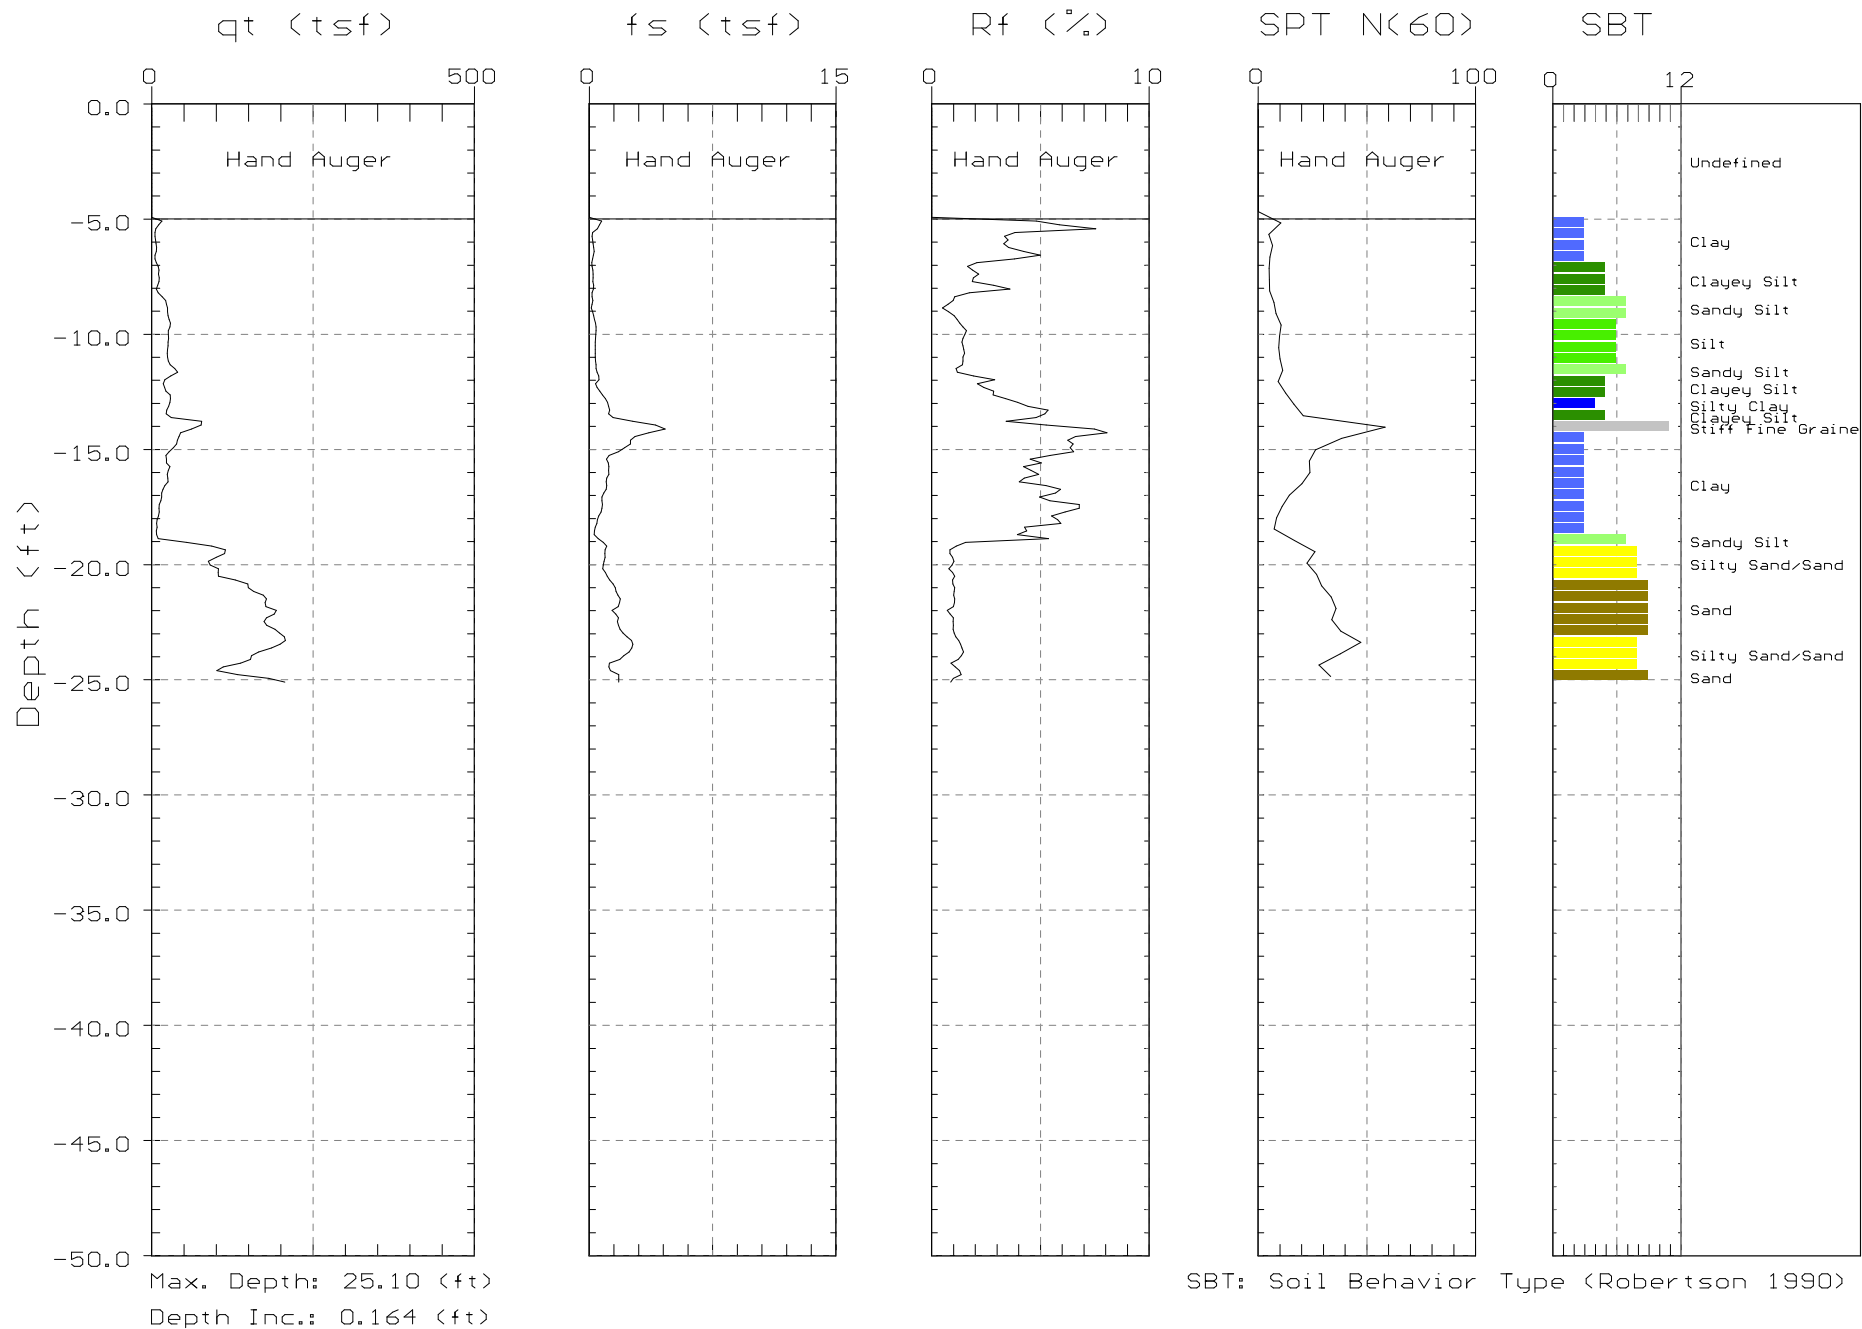 qt (tsf) fs (tsf) Rf (%) SPT N(60) SBT
0 500 0 15 0 10 0 100 0 12
0.0
Hand Auger Hand Auger Hand Auger Hand Auger
Undefined
-5.0
Clay
Clayey Silt
Sandy Silt
-10.0
Silt
Sandy Silt
Clayey Silt
Silty Clay
Clayey Silt
Stiff Fine Graine
-15.0
Clay
Sandy Silt
-20.0
Silty Sand/Sand
Sand
Silty Sand/Sand
-25.0
Sand
Depth (ft)
-30.0
-35.0
-40.0
-45.0
-50.0
Max. Depth: 25.10 (ft)
SBT: Soil Behavior Type (Robertson 1990)
Depth Inc.: 0.164 (ft)